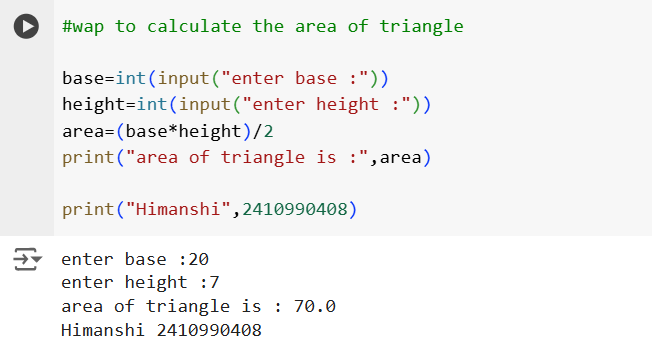 #wap to calculate the area of triangle
base=int(input("enter base :"))
height=int(input("enter height :"))
area=(base*height)/2
print("area of triangle is :",area)
print("Himanshi",2410990408)
enter base :20
enter height :7
area of triangle is : 70.0
Himanshi 2410990408